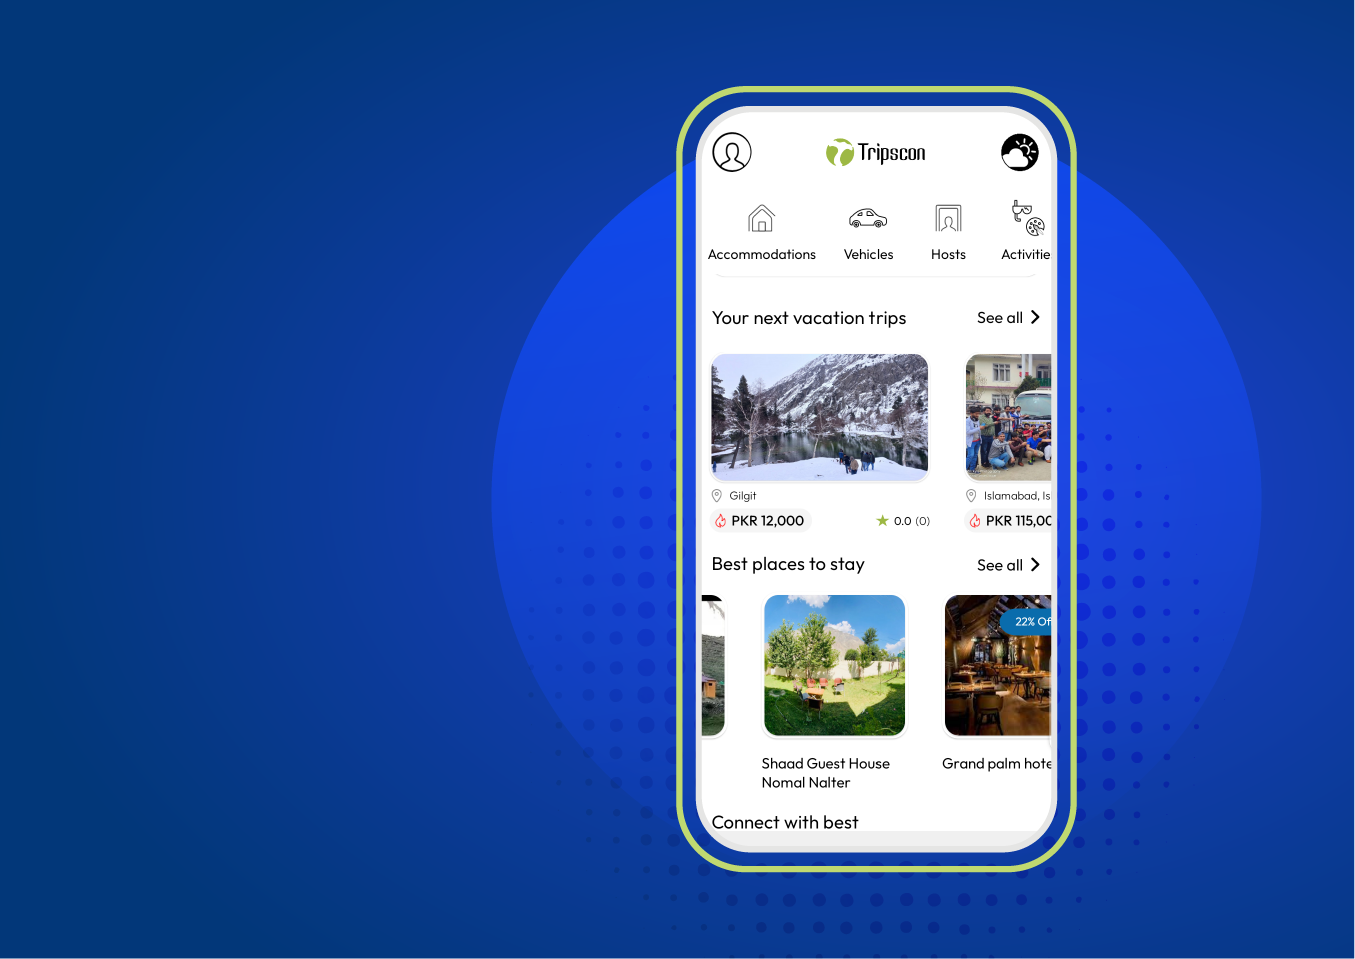 Tripscon
Accommodations Vehicles Hosts Activitie
Your next vacation trips See all
Gilgit Islamabad, Is
PKR 12,000 0.0 (0) PKR 115,00
Best places to stay See all
22% Of
Shaad Guest House Grand palm hote
Nomal Nalter
Connect with best